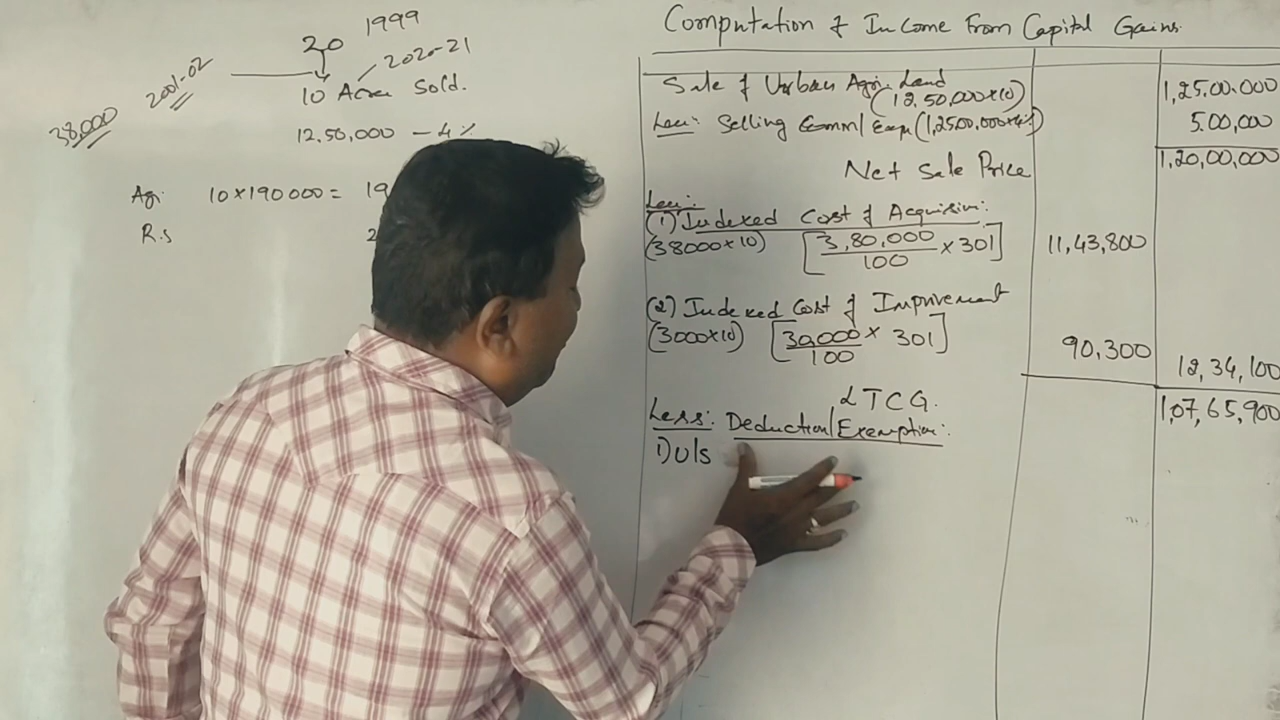 20 1999
2001-02
2020-21
10 Acres Sold.
38,000
12.50,000 - 4%
Agi 10×190000= 19
R.s 2
Computation of Income From Capital Gains.
Sale of Urban Agri. Land 1,25,00,000
(12,50,000×10)
Less: Selling Comm/Exp (1,25,00,000×4%) 5.00,000
Net Sale Price 1,20,00,000
Less:
(1) Indexed Cost of Acquisition:
(38000×10) [3,80,000/100 × 301] 11,43,800
(2) Indexed Cost of Improvement
(3000×10) [30,000/100 × 301] 90,300 12,34,100
LTCG. 1,07,65,900
Less: Deduction/Exemption:
1) U/s